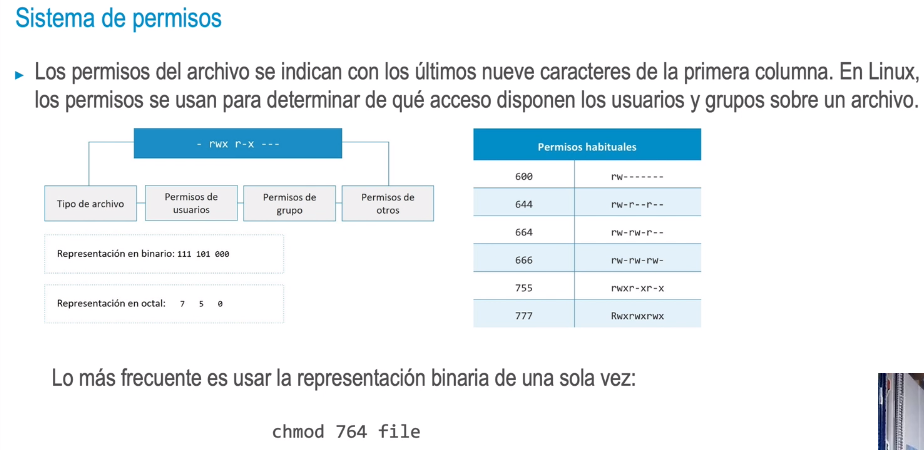 Sistema de permisos
▸ Los permisos del archivo se indican con los últimos nueve caracteres de la primera columna. En Linux,
los permisos se usan para determinar de qué acceso disponen los usuarios y grupos sobre un archivo.
- rwx r-x ---
Tipo de archivo
Permisos de
usuarios
Permisos de
grupo
Permisos de
otros
Representación en binario: 111 101 000
Representación en octal: 7 5 0
Permisos habituales
600 rw-------
644 rw-r--r--
664 rw-rw-r--
666 rw-rw-rw-
755 rwxr-xr-x
777 Rwxrwxrwx
Lo más frecuente es usar la representación binaria de una sola vez:
chmod 764 file